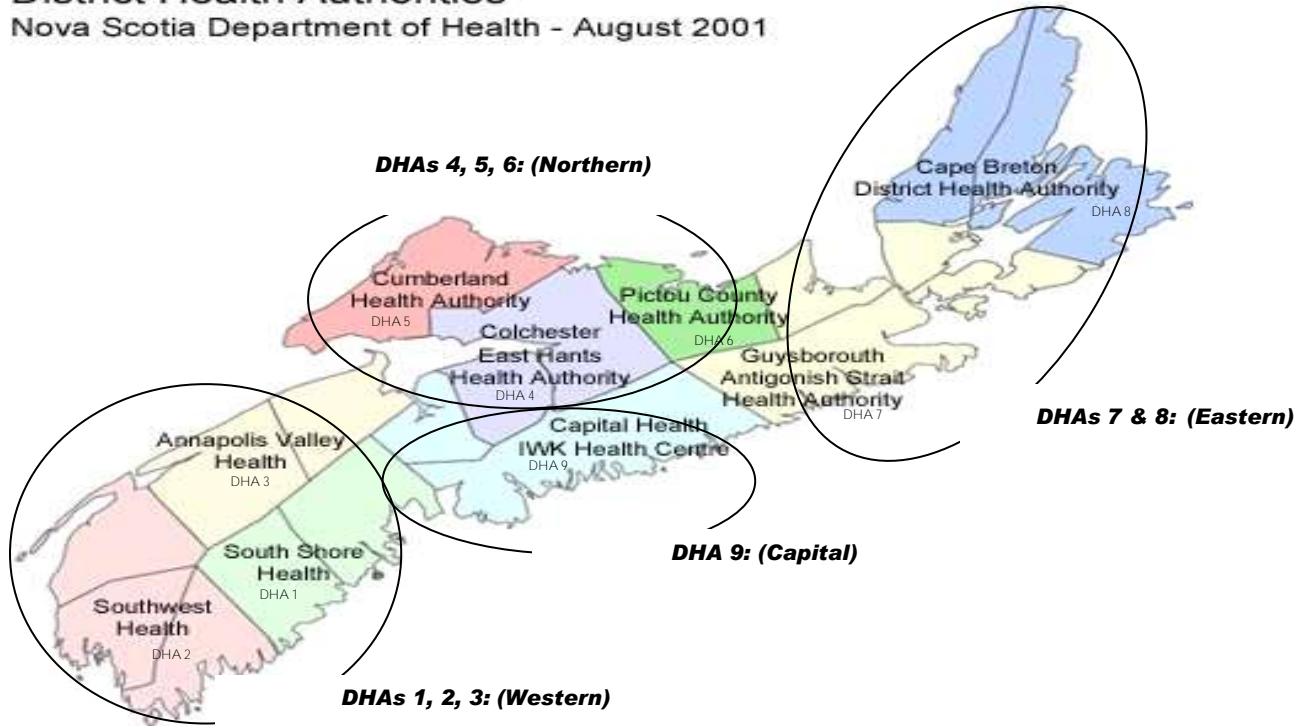 District Health Authorities
Nova Scotia Department of Health - August 2001
DHAs 4, 5, 6: (Northern)
Cape Breton
District Health Authority
DHA 8
Cumberland
Health Authority
DHA 5
Pictou County
Health Authority
DHA 6
Colchester
East Hants
Health Authority
DHA 4
Guysborouth
Antigonish Strait
Health Authority
DHA 7
DHAs 7 & 8: (Eastern)
Capital Health
IWK Health Centre
DHA 9
Annapolis Valley
Health
DHA 3
DHA 9: (Capital)
South Shore
Health
DHA 1
Southwest
Health
DHA 2
DHAs 1, 2, 3: (Western)